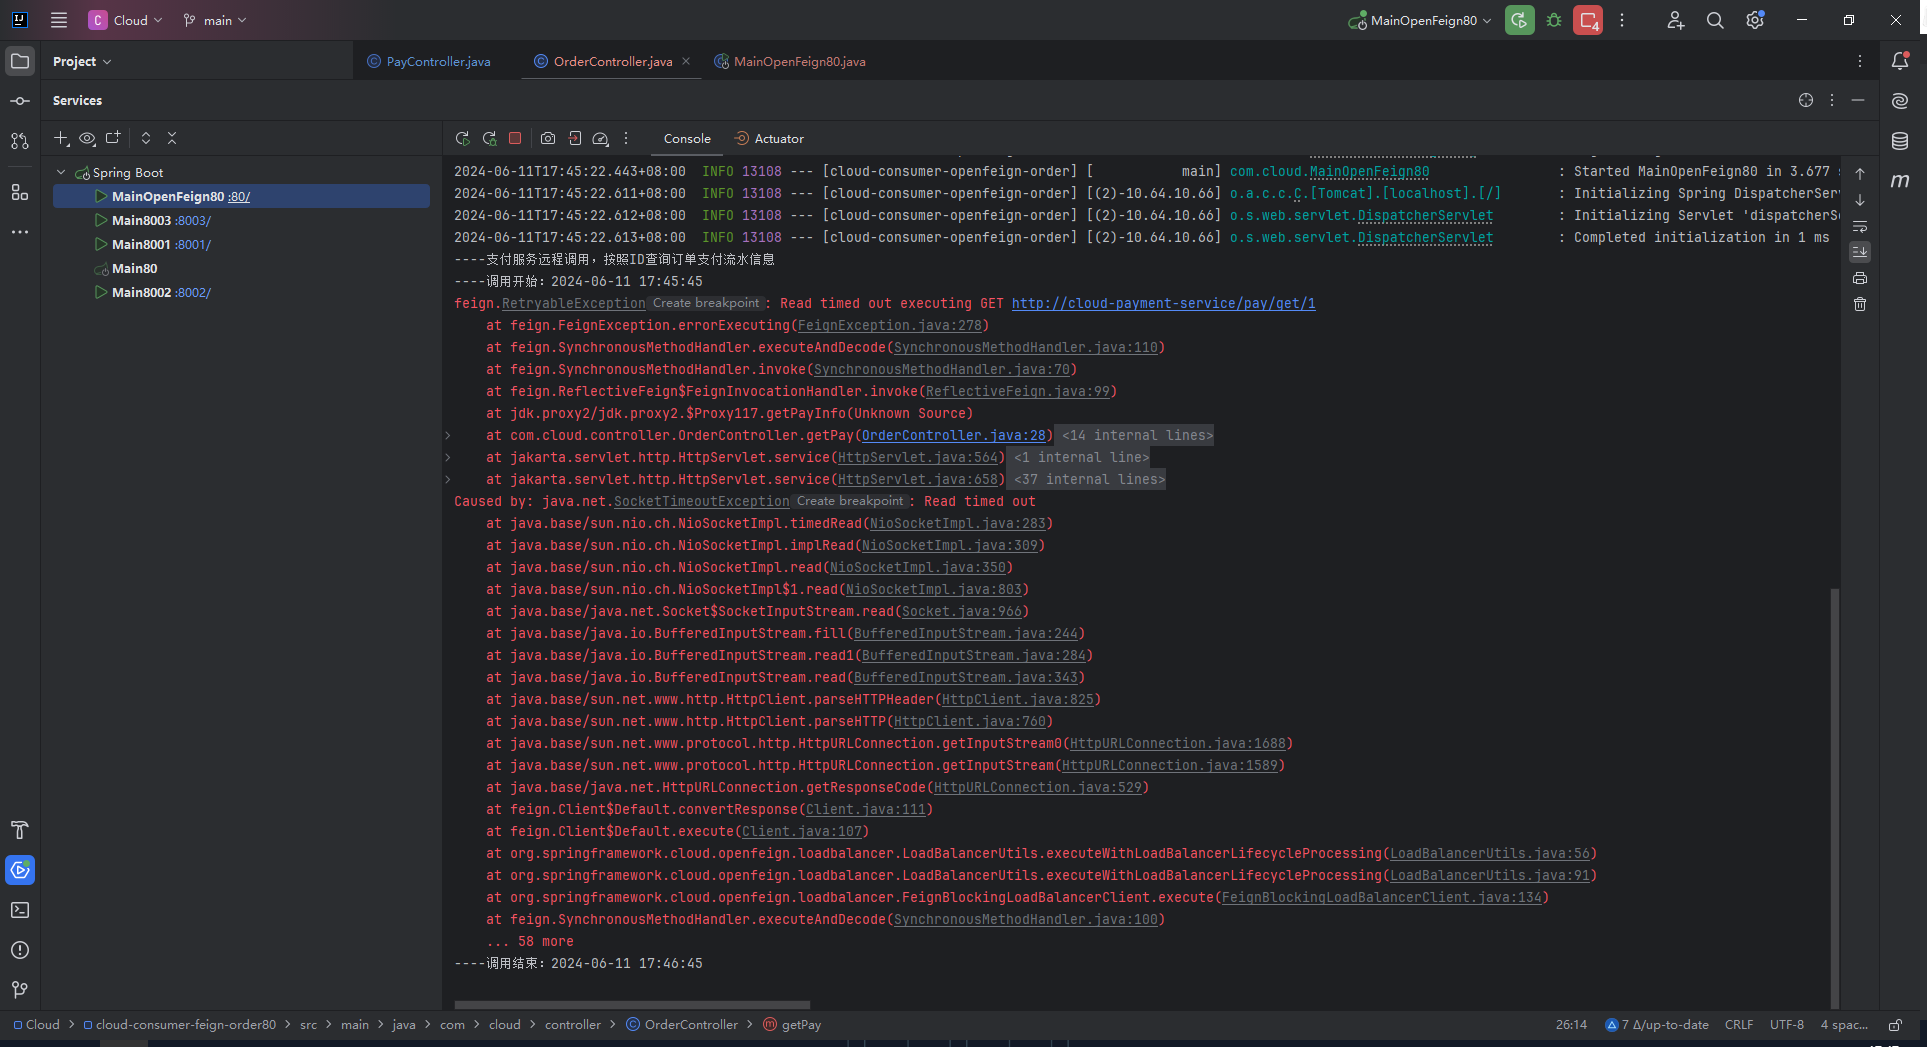 C Cloud main MainOpenFeign80 4
Project PayController.java OrderController.java MainOpenFeign80.java
Services
Console Actuator
Spring Boot
MainOpenFeign80 :80/
Main8003 :8003/
Main8001 :8001/
Main80
Main8002 :8002/
2024-06-11T17:45:22.443+08:00 INFO 13108 --- [cloud-consumer-openfeign-order] [ main] com.cloud.MainOpenFeign80 : Started MainOpenFeign80 in 3.677
2024-06-11T17:45:22.611+08:00 INFO 13108 --- [cloud-consumer-openfeign-order] [(2)-10.64.10.66] o.a.c.c.C.[Tomcat].[localhost].[/] : Initializing Spring DispatcherSer
2024-06-11T17:45:22.612+08:00 INFO 13108 --- [cloud-consumer-openfeign-order] [(2)-10.64.10.66] o.s.web.servlet.DispatcherServlet : Initializing Servlet 'dispatcherS
2024-06-11T17:45:22.613+08:00 INFO 13108 --- [cloud-consumer-openfeign-order] [(2)-10.64.10.66] o.s.web.servlet.DispatcherServlet : Completed initialization in 1 ms
----支付服务远程调用，按照ID查询订单支付流水信息
----调用开始：2024-06-11 17:45:45
feign.RetryableException Create breakpoint : Read timed out executing GET http://cloud-payment-service/pay/get/1
at feign.FeignException.errorExecuting(FeignException.java:278)
at feign.SynchronousMethodHandler.executeAndDecode(SynchronousMethodHandler.java:110)
at feign.SynchronousMethodHandler.invoke(SynchronousMethodHandler.java:70)
at feign.ReflectiveFeign$FeignInvocationHandler.invoke(ReflectiveFeign.java:99)
at jdk.proxy2/jdk.proxy2.$Proxy117.getPayInfo(Unknown Source)
at com.cloud.controller.OrderController.getPay(OrderController.java:28) <14 internal lines>
at jakarta.servlet.http.HttpServlet.service(HttpServlet.java:564) <1 internal line>
at jakarta.servlet.http.HttpServlet.service(HttpServlet.java:658) <37 internal lines>
Caused by: java.net.SocketTimeoutException Create breakpoint : Read timed out
at java.base/sun.nio.ch.NioSocketImpl.timedRead(NioSocketImpl.java:283)
at java.base/sun.nio.ch.NioSocketImpl.implRead(NioSocketImpl.java:309)
at java.base/sun.nio.ch.NioSocketImpl.read(NioSocketImpl.java:350)
at java.base/sun.nio.ch.NioSocketImpl$1.read(NioSocketImpl.java:803)
at java.base/java.net.Socket$SocketInputStream.read(Socket.java:966)
at java.base/java.io.BufferedInputStream.fill(BufferedInputStream.java:244)
at java.base/java.io.BufferedInputStream.read1(BufferedInputStream.java:284)
at java.base/java.io.BufferedInputStream.read(BufferedInputStream.java:343)
at java.base/sun.net.www.http.HttpClient.parseHTTPHeader(HttpClient.java:825)
at java.base/sun.net.www.http.HttpClient.parseHTTP(HttpClient.java:760)
at java.base/sun.net.www.protocol.http.HttpURLConnection.getInputStream0(HttpURLConnection.java:1688)
at java.base/sun.net.www.protocol.http.HttpURLConnection.getInputStream(HttpURLConnection.java:1589)
at java.base/java.net.HttpURLConnection.getResponseCode(HttpURLConnection.java:529)
at feign.Client$Default.convertResponse(Client.java:111)
at feign.Client$Default.execute(Client.java:107)
at org.springframework.cloud.openfeign.loadbalancer.LoadBalancerUtils.executeWithLoadBalancerLifecycleProcessing(LoadBalancerUtils.java:56)
at org.springframework.cloud.openfeign.loadbalancer.LoadBalancerUtils.executeWithLoadBalancerLifecycleProcessing(LoadBalancerUtils.java:91)
at org.springframework.cloud.openfeign.loadbalancer.FeignBlockingLoadBalancerClient.execute(FeignBlockingLoadBalancerClient.java:134)
at feign.SynchronousMethodHandler.executeAndDecode(SynchronousMethodHandler.java:100)
... 58 more
----调用结束：2024-06-11 17:46:45
Cloud > cloud-consumer-feign-order80 > src > main > java > com > cloud > controller > OrderController > getPay 26:14 7 Δ/up-to-date CRLF UTF-8 4 spac...